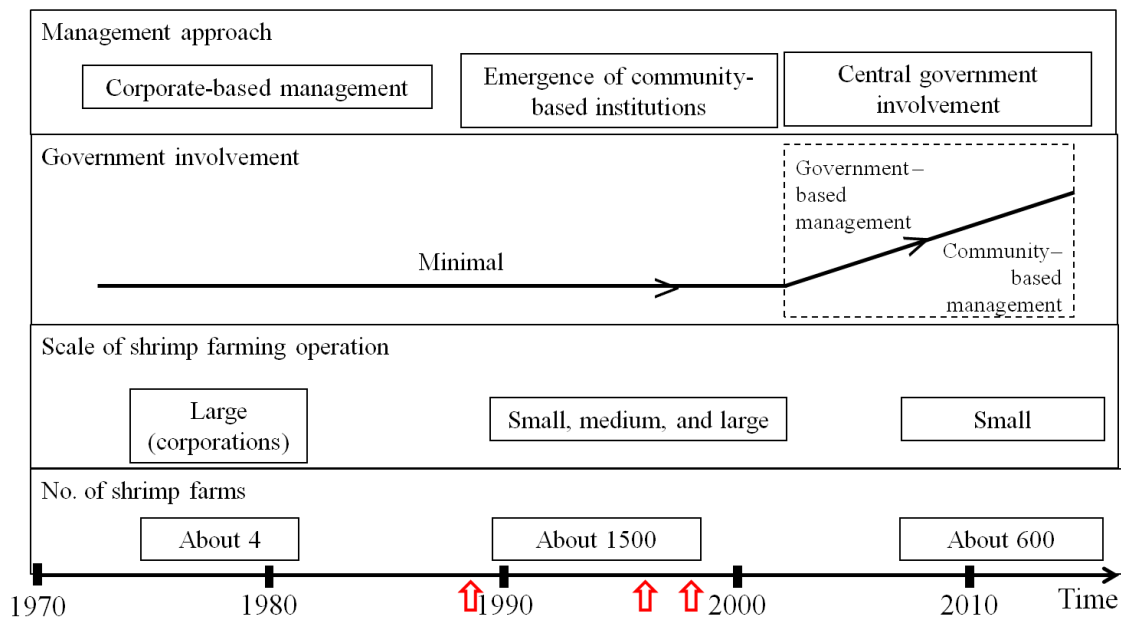 Management approach
Corporate-based management
Emergence of community-
based institutions
Central government
involvement
Government involvement
Minimal
Government–
based
management
Community–
based
management
Scale of shrimp farming operation
Large
(corporations)
Small, medium, and large
Small
No. of shrimp farms
About 4
About 1500
About 600
1970
1980
1990
2000
2010
Time